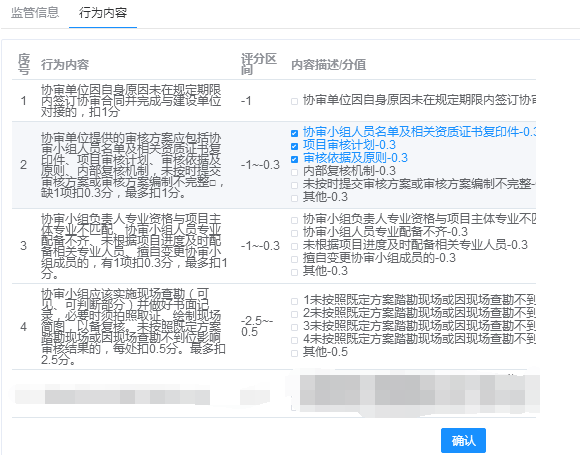 监管信息 行为内容
序号 行为内容 评分区间 内容描述/分值
1 协审单位因自身原因未在规定期限 -1 协审单位因自身原因未在规定期限内签订协审
内签订协审合同并完成与建设单位
对接的，扣1分
2 协审单位提供的审核方案应包括协 -1~-0.3 协审小组人员名单及相关资质证书复印件-0.3
审小组人员名单及相关资质证书复 项目审核计划-0.3
印件、项目审核计划、审核依据及 审核依据及原则-0.3
原则、内部复核机制，未按时提交 内部复核机制-0.3
审核方案或审核方案编制不完整□， 未按时提交审核方案或审核方案编制不完整-
缺1项扣0.3分，最多扣1分。 其他-0.3
3 协审小组负责人专业资格与项目主 -1~-0.3 协审小组负责人专业资格与项目主体专业不匹
体专业不匹配、协审小组人员专业 协审小组人员专业配备不齐-0.3
配备不齐、未根据项目进度及时配 未根据项目进度及时配备相关专业人员-0.3
备相关专业人员、擅自变更协审小 擅自变更协审小组成员的-0.3
组成员的，有1项扣0.3分，最多扣1 其他-0.3
分。
4 协审小组应该实施现场查勘（可 -2.5~-0.5 1未按照既定方案踏勘现场或因现场查勘不到
见、可判断部分）并做好书面记 2未按照既定方案踏勘现场或因现场查勘不到
录，必要时须拍照取证、绘制现场 3未按照既定方案踏勘现场或因现场查勘不到
简图，以备复核。未按照既定方案 4未按照既定方案踏勘现场或因现场查勘不到
踏勘现场或因现场查勘不到位影响 其他-0.5
审核结果的，每处扣0.5分。最多扣
2.5分。
确认